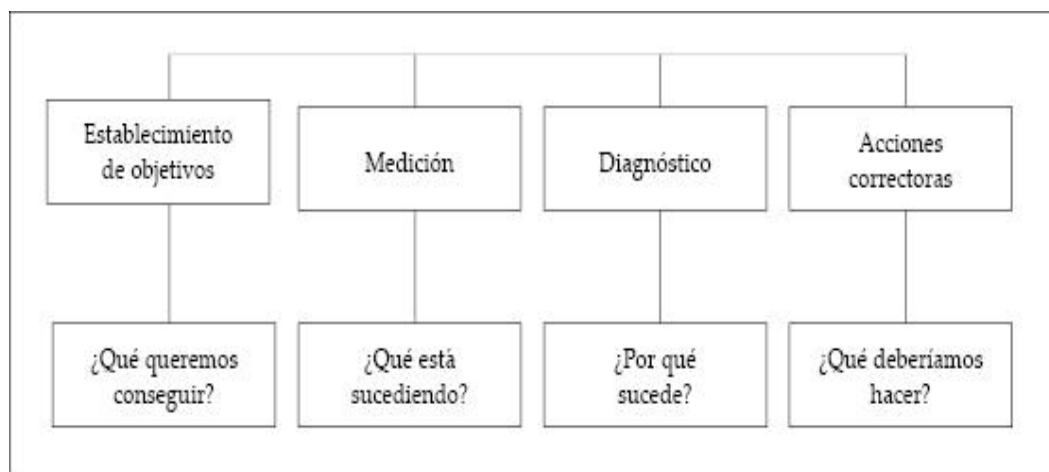 Establecimiento
de objetivos
Medición
Diagnóstico
Acciones
correctoras
¿Qué queremos
conseguir?
¿Qué está
sucediendo?
¿Por qué
sucede?
¿Qué deberíamos
hacer?